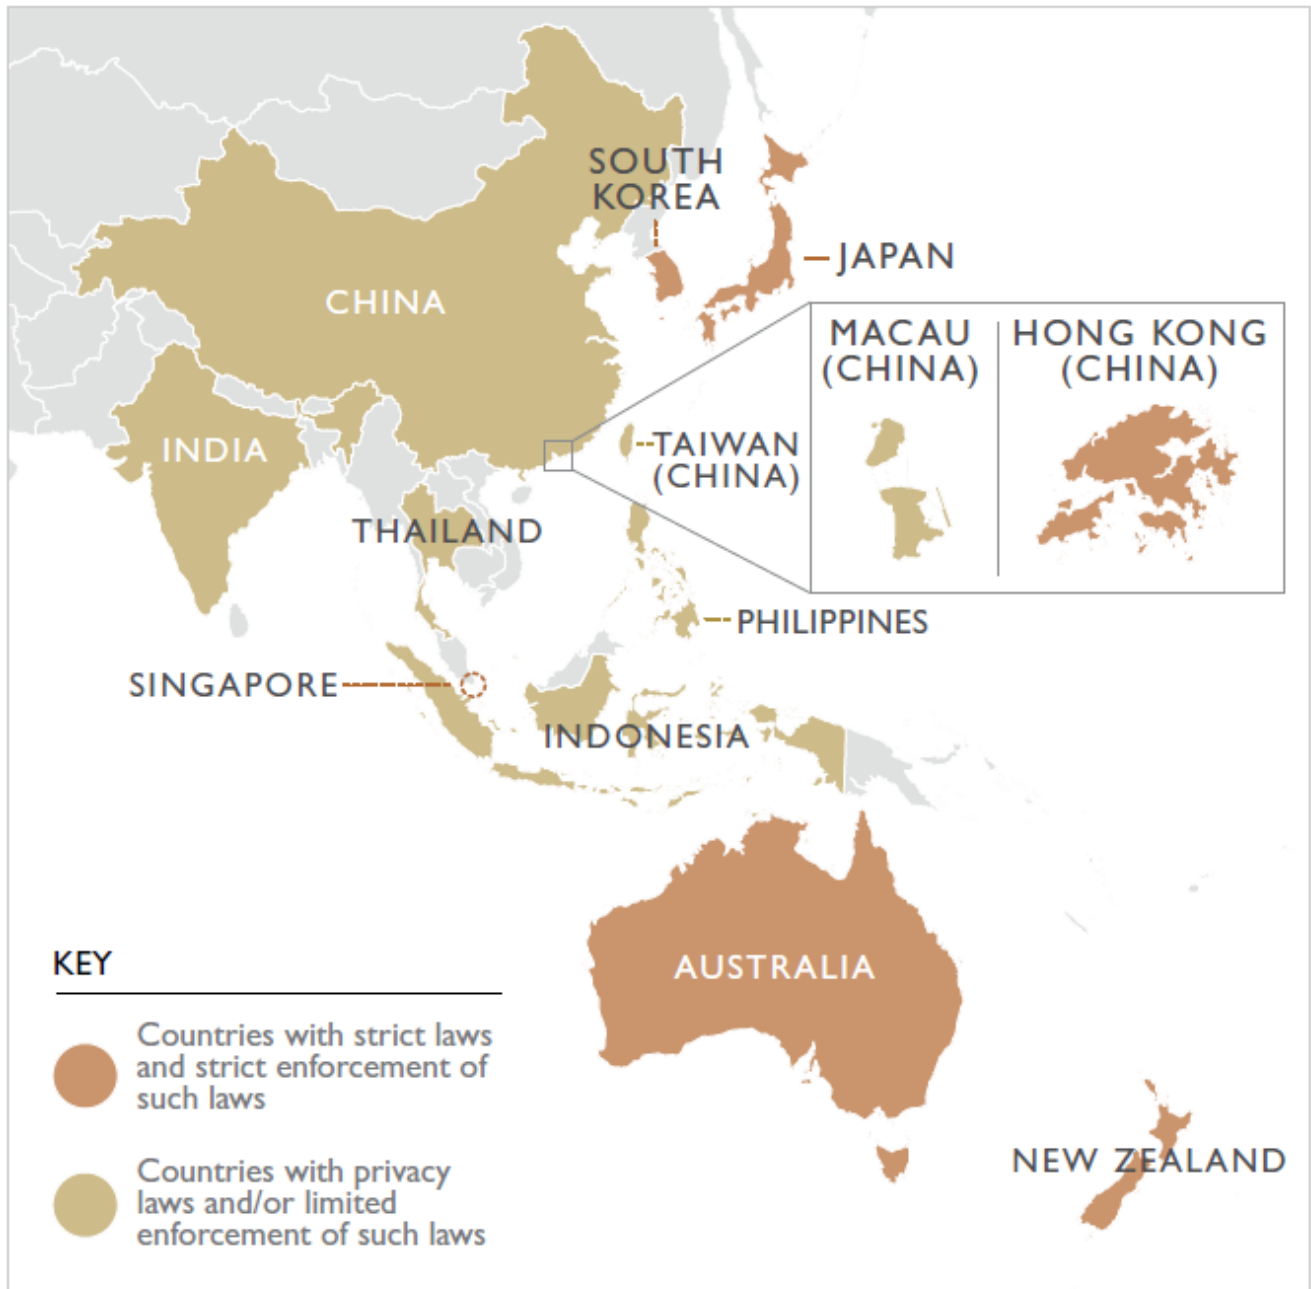 SOUTH
KOREA
JAPAN
CHINA
MACAU
(CHINA)
HONG KONG
(CHINA)
INDIA
TAIWAN
(CHINA)
THAILAND
PHILIPPINES
SINGAPORE
INDONESIA
AUSTRALIA
NEW ZEALAND
KEY
Countries with strict laws
and strict enforcement of
such laws
Countries with privacy
laws and/or limited
enforcement of such laws